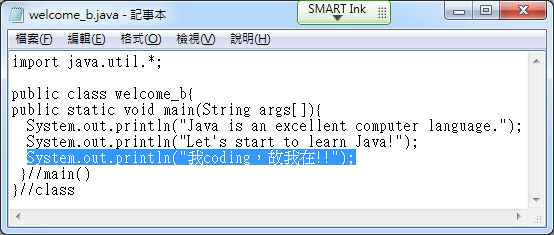 welcome_b.java - 記事本
SMART Ink
檔案(F) 編輯(E) 格式(O) 檢視(V) 說明(H)
import java.util.*;
public class welcome_b{
public static void main(String args[]){
System.out.println("Java is an excellent computer language.");
System.out.println("Let's start to learn Java!");
System.out.println("我coding，故我在!!");
}//main()
}//class